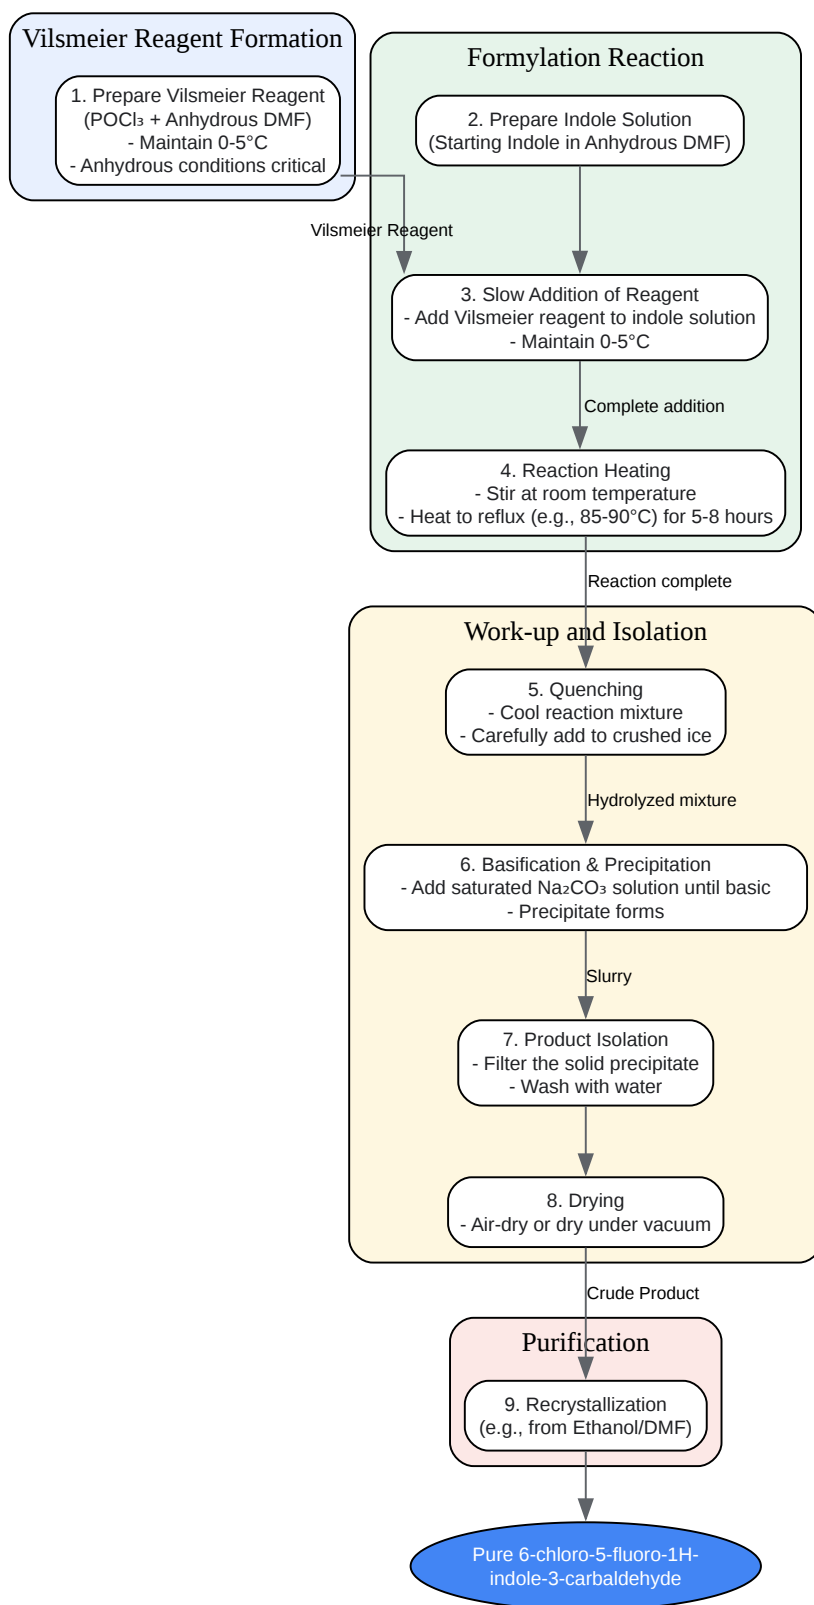 Vilsmeier Reagent Formation
1. Prepare Vilsmeier Reagent
(POCl₃ + Anhydrous DMF)
- Maintain 0-5°C
- Anhydrous conditions critical
Vilsmeier Reagent
Formylation Reaction
2. Prepare Indole Solution
(Starting Indole in Anhydrous DMF)
3. Slow Addition of Reagent
- Add Vilsmeier reagent to indole solution
- Maintain 0-5°C
Complete addition
4. Reaction Heating
- Stir at room temperature
- Heat to reflux (e.g., 85-90°C) for 5-8 hours
Reaction complete
Work-up and Isolation
5. Quenching
- Cool reaction mixture
- Carefully add to crushed ice
Hydrolyzed mixture
6. Basification & Precipitation
- Add saturated Na₂CO₃ solution until basic
- Precipitate forms
Slurry
7. Product Isolation
- Filter the solid precipitate
- Wash with water
8. Drying
- Air-dry or dry under vacuum
Crude Product
Purification
9. Recrystallization
(e.g., from Ethanol/DMF)
Pure 6-chloro-5-fluoro-1H-
indole-3-carbaldehyde